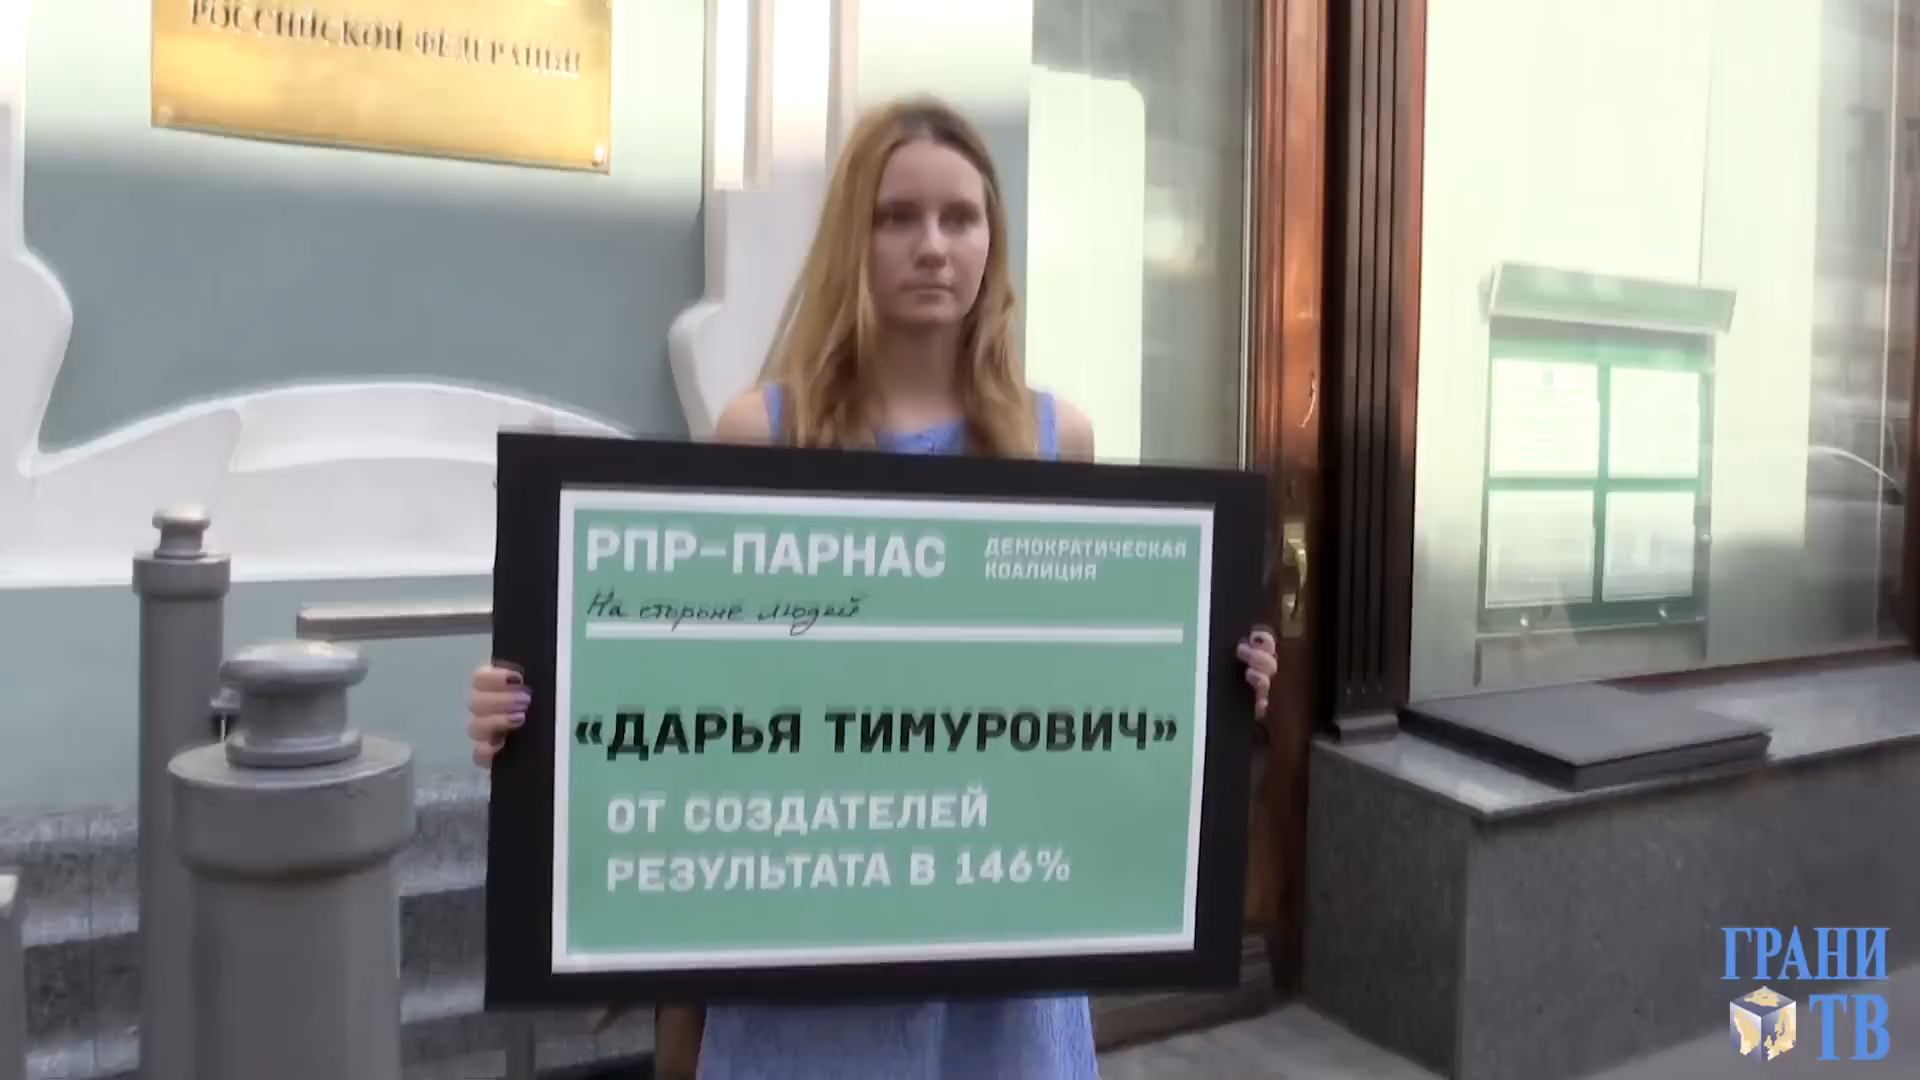 РОССИЙСКОЙ ФЕДЕРАЦИИ
РПР-ПАРНАС
ДЕМОКРАТИЧЕСКАЯ
КОАЛИЦИЯ
На стороне людей
«ДАРЬЯ ТИМУРОВИЧ»
ОТ СОЗДАТЕЛЕЙ
РЕЗУЛЬТАТА В 146%
ГРАНИ
ТВ